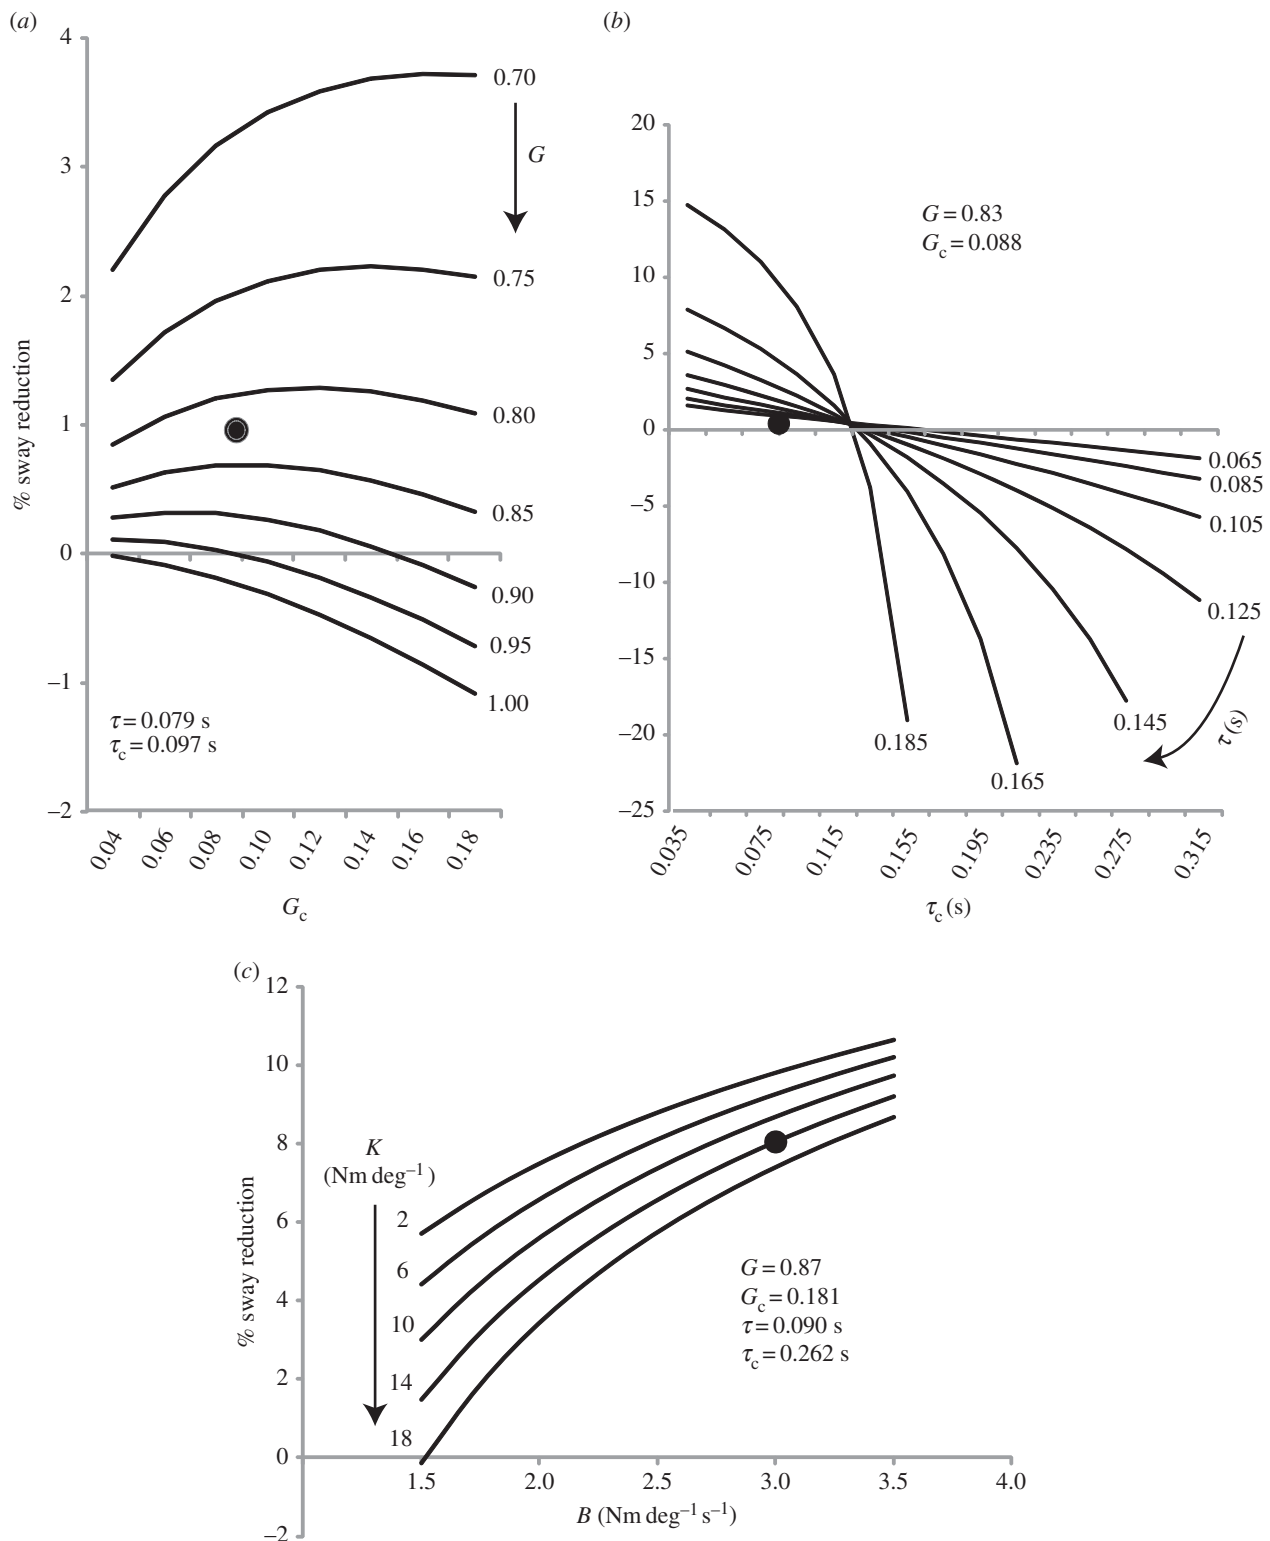 (a)
4
3
2
1
0
−1
−2
% sway reduction
0.70
G
0.75
0.80
0.85
0.90
0.95
1.00
τ = 0.079 s
τc = 0.097 s
0.04 0.06 0.08 0.10 0.12 0.14 0.16 0.18
Gc
(b)
20
15
10
5
0
−5
−10
−15
−20
−25
G = 0.83
Gc = 0.088
0.065
0.085
0.105
0.125
0.145
0.165
0.185
τ (s)
0.035 0.075 0.115 0.155 0.195 0.235 0.275 0.315
τc (s)
(c)
12
10
8
6
4
2
0
−2
% sway reduction
K
(Nm deg−1)
2
6
10
14
18
G = 0.87
Gc = 0.181
τ = 0.090 s
τc = 0.262 s
1.5 2.0 2.5 3.0 3.5 4.0
B (Nm deg−1 s−1)